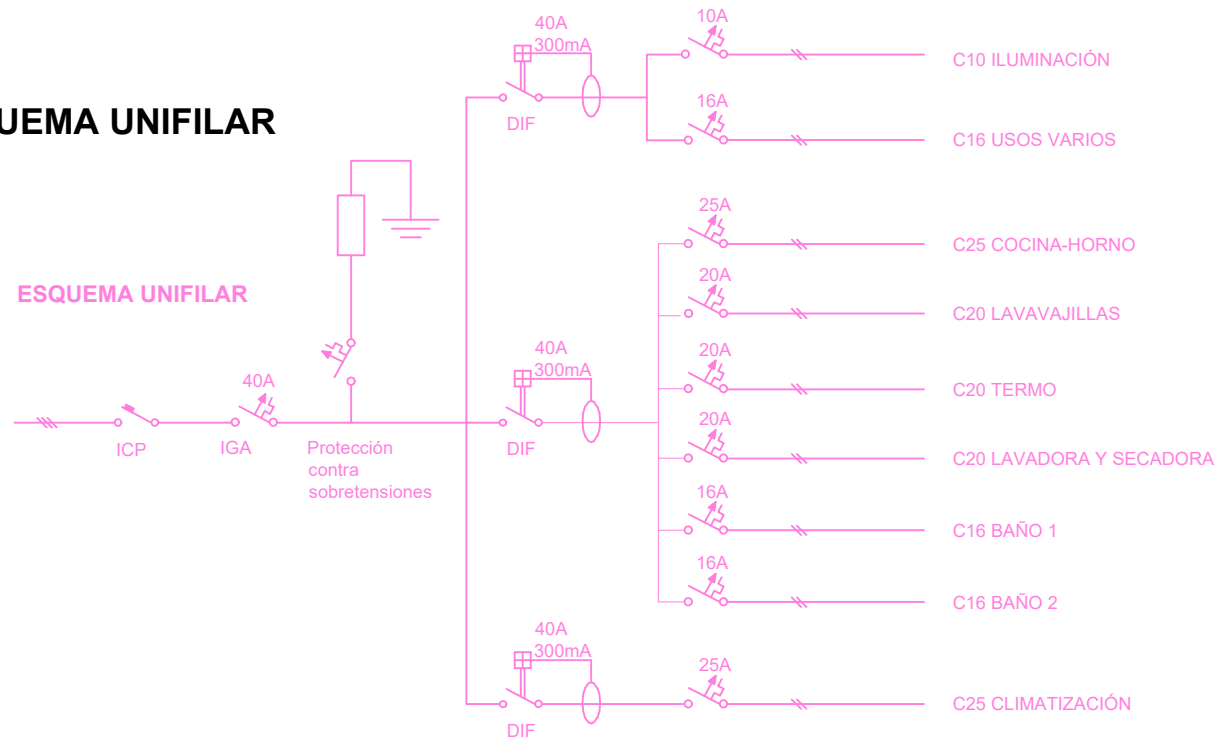 UEMA UNIFILAR
ESQUEMA UNIFILAR
ICP
40A
IGA
Protección
contra
sobretensiones
40A
300mA
DIF
10A
C10 ILUMINACIÓN
16A
C16 USOS VARIOS
40A
300mA
DIF
25A
C25 COCINA-HORNO
20A
C20 LAVAVAJILLAS
20A
C20 TERMO
20A
C20 LAVADORA Y SECADORA
16A
C16 BAÑO 1
16A
C16 BAÑO 2
40A
300mA
DIF
25A
C25 CLIMATIZACIÓN